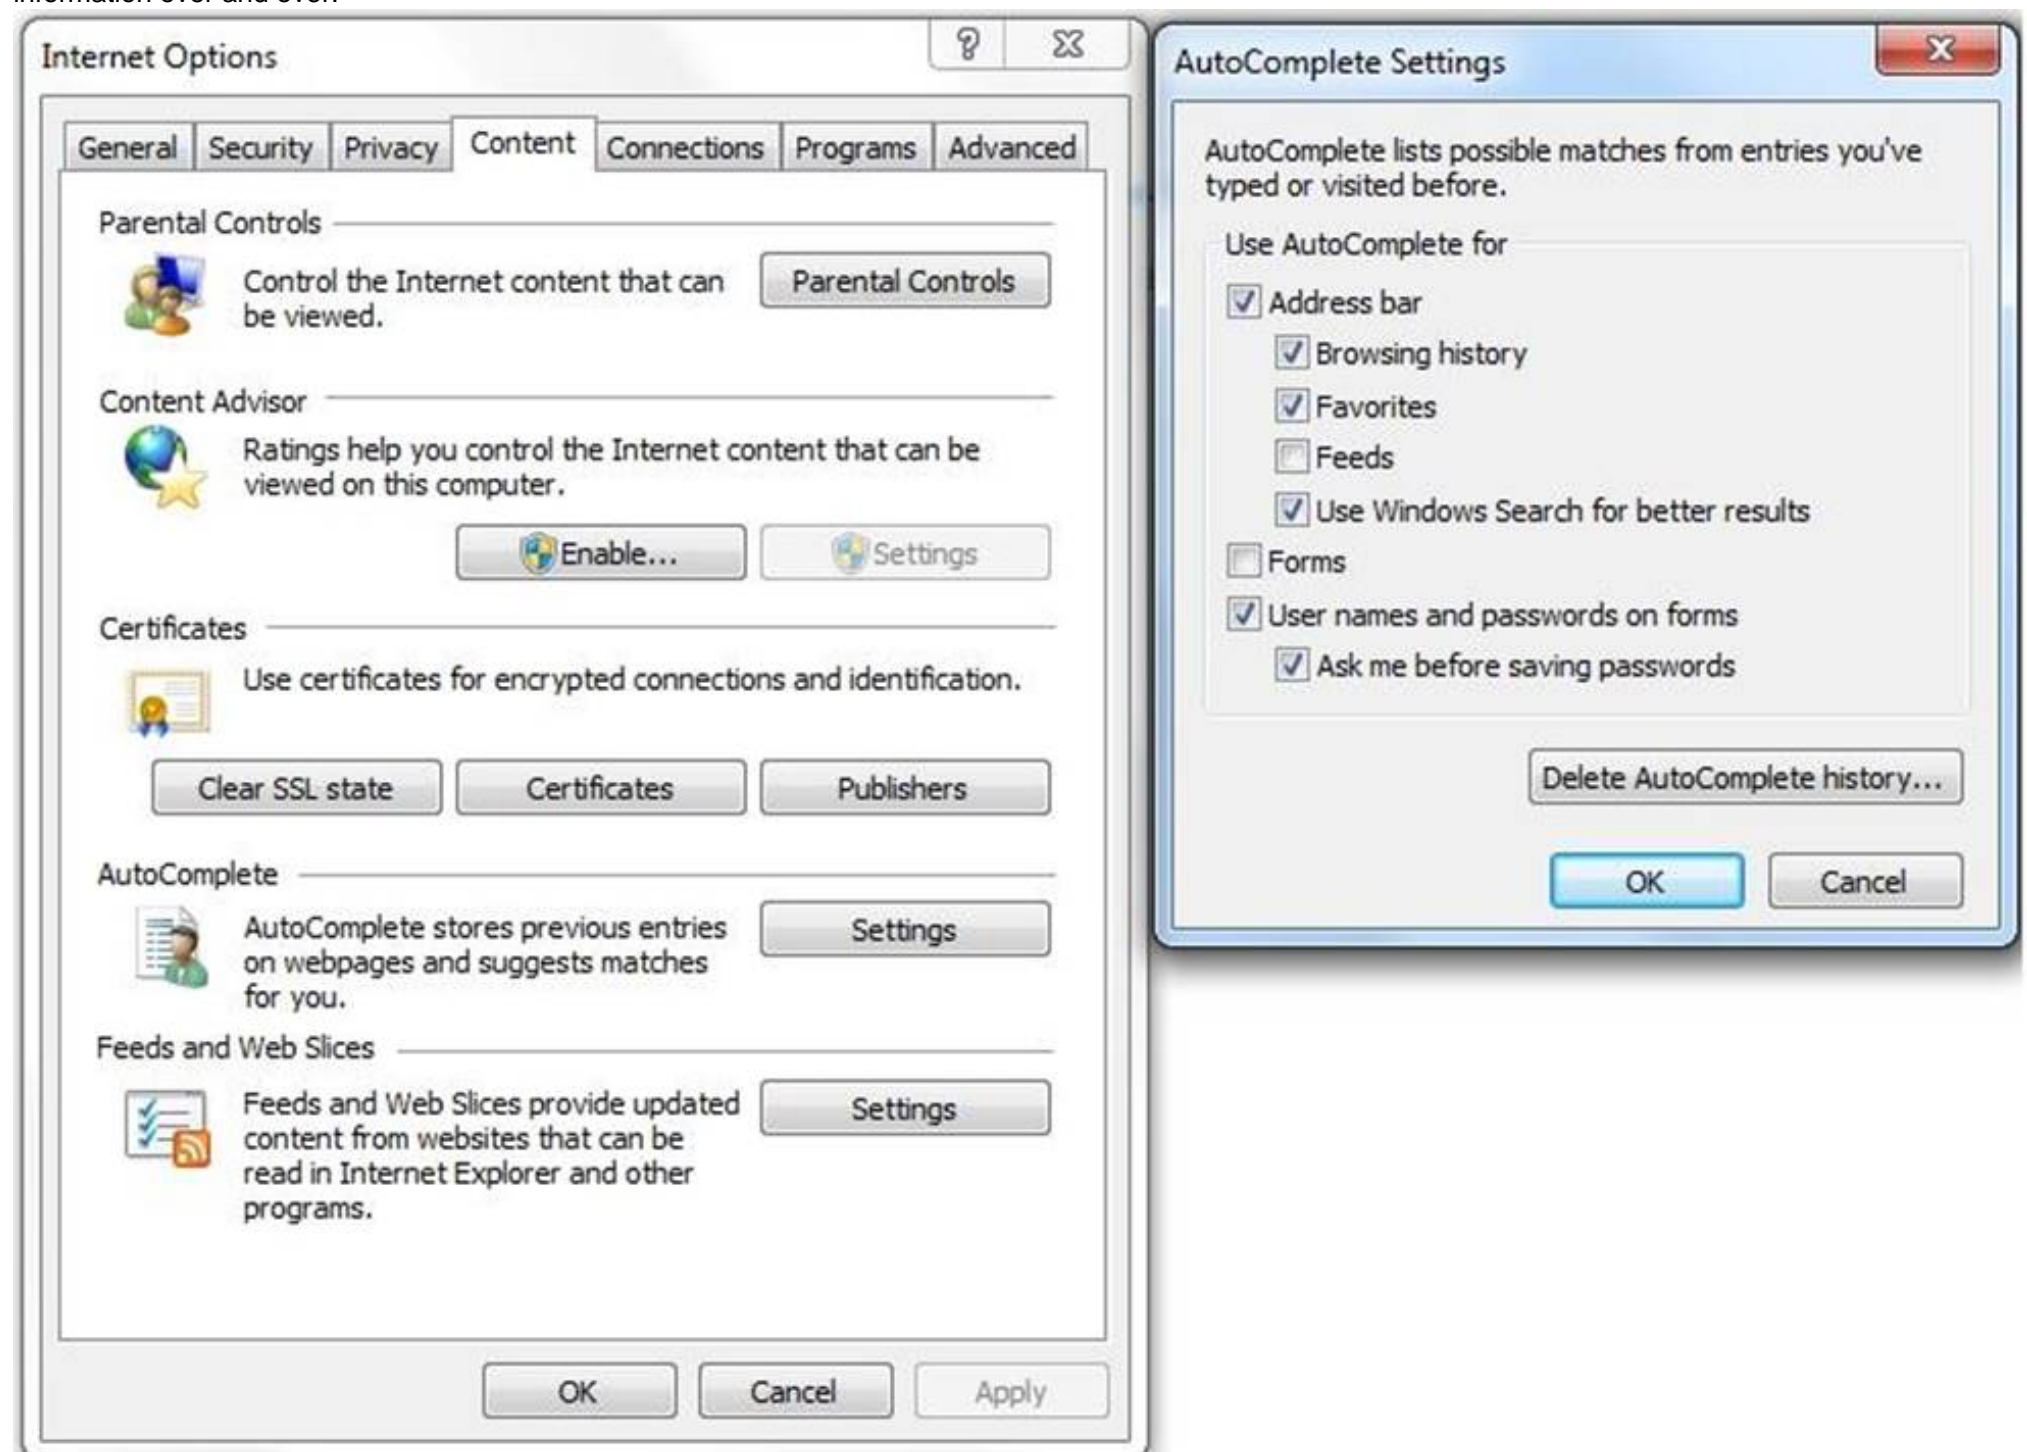 information over and over.
Internet Options
General Security Privacy Content Connections Programs Advanced
Parental Controls
Control the Internet content that can
be viewed.
Parental Controls
Content Advisor
Ratings help you control the Internet content that can be
viewed on this computer.
Enable...
Settings
Certificates
Use certificates for encrypted connections and identification.
Clear SSL state
Certificates
Publishers
AutoComplete
AutoComplete stores previous entries
on webpages and suggests matches
for you.
Settings
Feeds and Web Slices
Feeds and Web Slices provide updated
content from websites that can be
read in Internet Explorer and other
programs.
Settings
OK
Cancel
Apply
AutoComplete Settings
AutoComplete lists possible matches from entries you've
typed or visited before.
Use AutoComplete for
Address bar
Browsing history
Favorites
Feeds
Use Windows Search for better results
Forms
User names and passwords on forms
Ask me before saving passwords
Delete AutoComplete history...
OK
Cancel